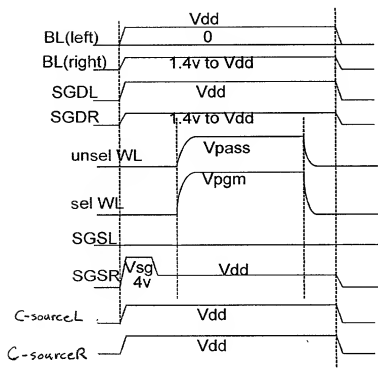 Vdd
BL(left) 0
BL(right) 1.4v to Vdd
SGDL Vdd
SGDR 1.4v to Vdd
unsel WL Vpass
Vpgm
sel WL
SGSL
SGSR Vsg Vdd
4v
C-sourceL Vdd
C-sourceR Vdd